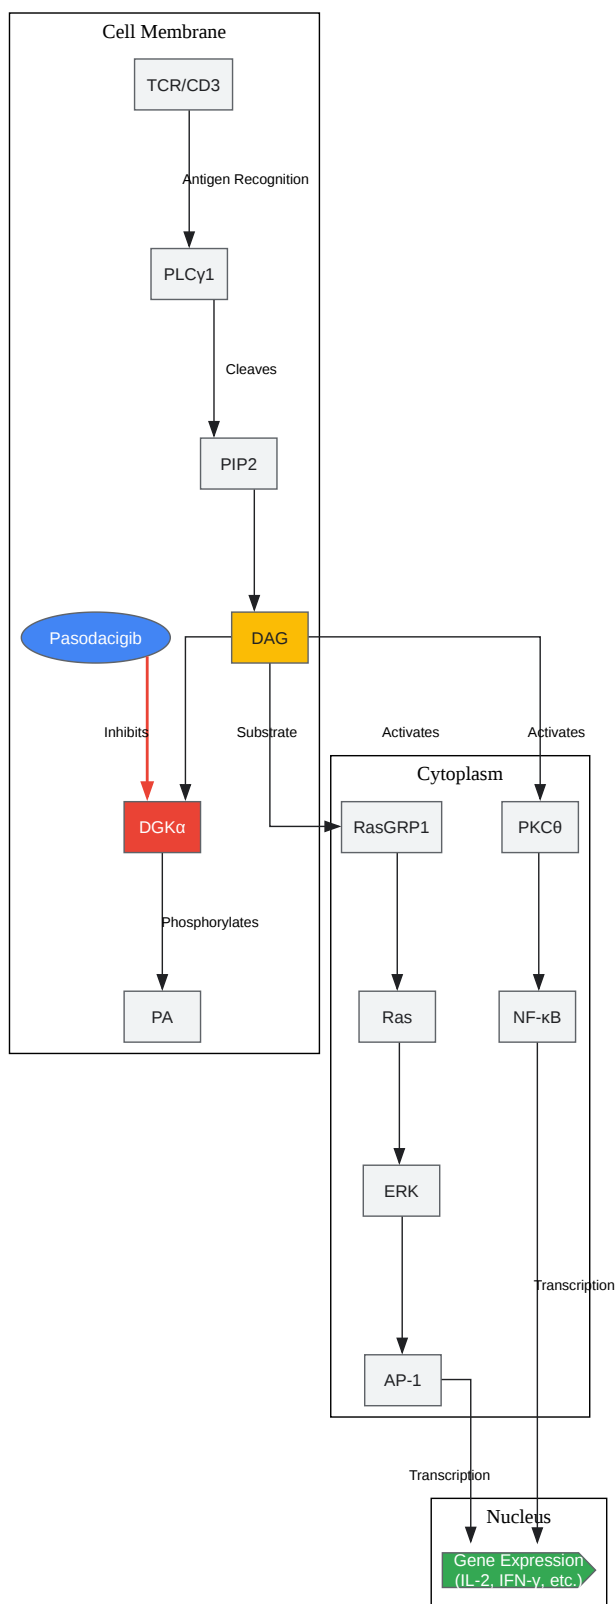 Cell Membrane
TCR/CD3
Antigen Recognition
PLCγ1
Cleaves
PIP2
Pasodacigib
DAG
Inhibits
Substrate
Activates
Activates
Cytoplasm
DGKα
RasGRP1
PKCθ
Phosphorylates
PA
Ras
NF-κB
ERK
Transcription
AP-1
Transcription
Nucleus
Gene Expression
(IL-2, IFN-γ, etc.)